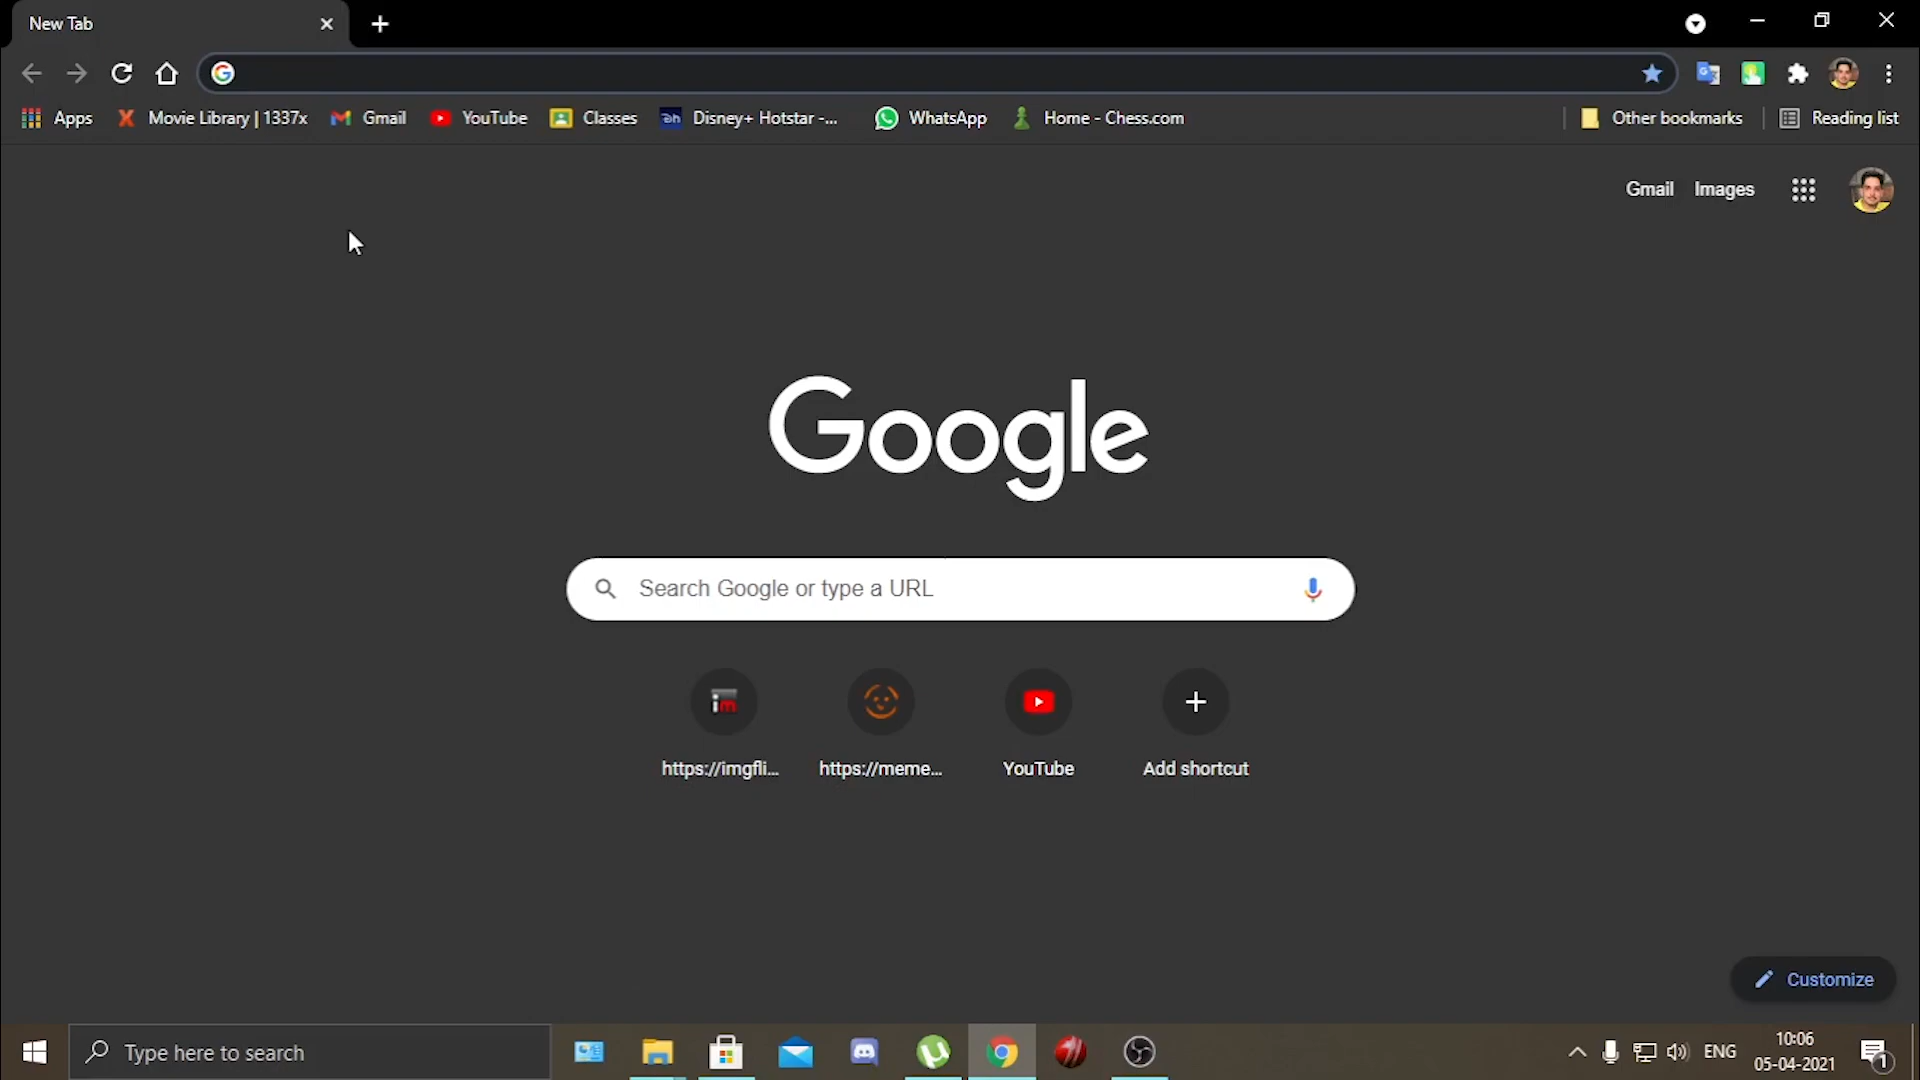 New Tab
Apps Movie Library | 1337x Gmail YouTube Classes Disney+ Hotstar -... WhatsApp Home - Chess.com Other bookmarks Reading list
Gmail Images
Google
Search Google or type a URL
https://imgfli... https://meme... YouTube Add shortcut
Customize
Type here to search
ENG
10:06
05-04-2021
1